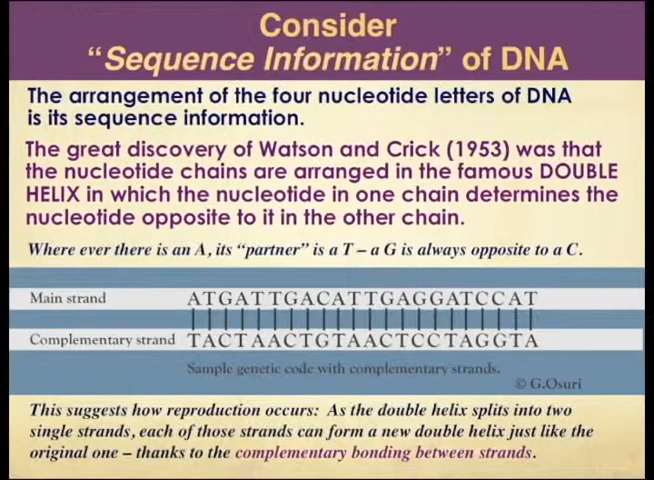 Consider
"Sequence Information" of DNA
The arrangement of the four nucleotide letters of DNA
is its sequence information.
The great discovery of Watson and Crick (1953) was that
the nucleotide chains are arranged in the famous DOUBLE
HELIX in which the nucleotide in one chain determines the
nucleotide opposite to it in the other chain.
Where ever there is an A, its "partner" is a T – a G is always opposite to a C.
Main strand ATGATTGACATTGAGGATCCAT
Complementary strand TACTAACTGTAACTCCTAGGTA
Sample genetic code with complementary strands.
© G.Osuri
This suggests how reproduction occurs: As the double helix splits into two
single strands, each of those strands can form a new double helix just like the
original one – thanks to the complementary bonding between strands.